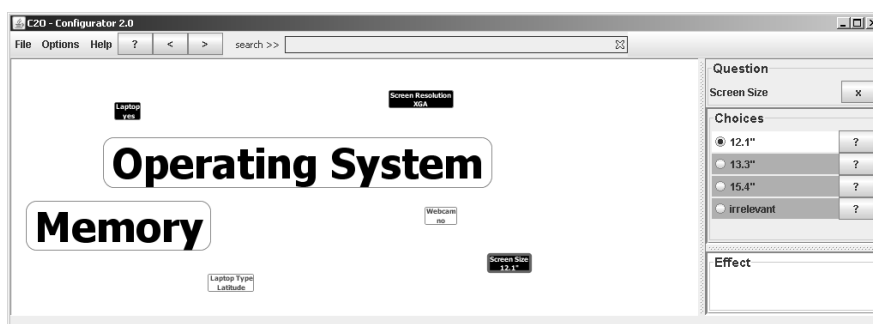 C2O - Configurator 2.0
File Options Help ? < > search >>
Question
Screen Size x
Choices
12.1" ?
13.3" ?
15.4" ?
irrelevant ?
Effect
Laptop
yes
Screen Resolution
XGA
Operating System
Memory
Webcam
no
Screen Size
12.1"
Laptop Type
Latitude